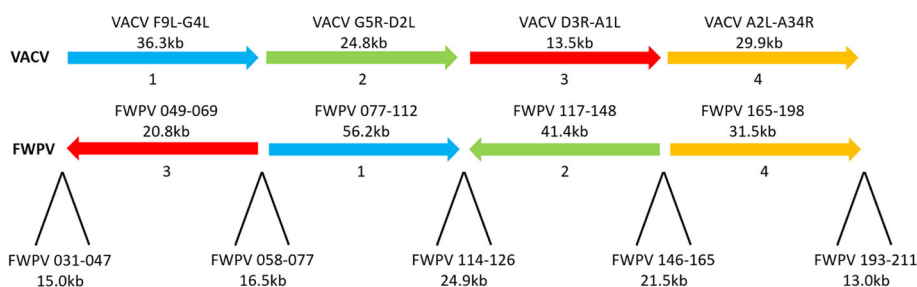 VACV F9L-G4L VACV G5R-D2L VACV D3R-A1L VACV A2L-A34R
36.3kb 24.8kb 13.5kb 29.9kb
VACV
1 2 3 4
FWPV 049-069 FWPV 077-112 FWPV 117-148 FWPV 165-198
20.8kb 56.2kb 41.4kb 31.5kb
FWPV
3 1 2 4
FWPV 031-047 FWPV 058-077 FWPV 114-126 FWPV 146-165 FWPV 193-211
15.0kb 16.5kb 24.9kb 21.5kb 13.0kb